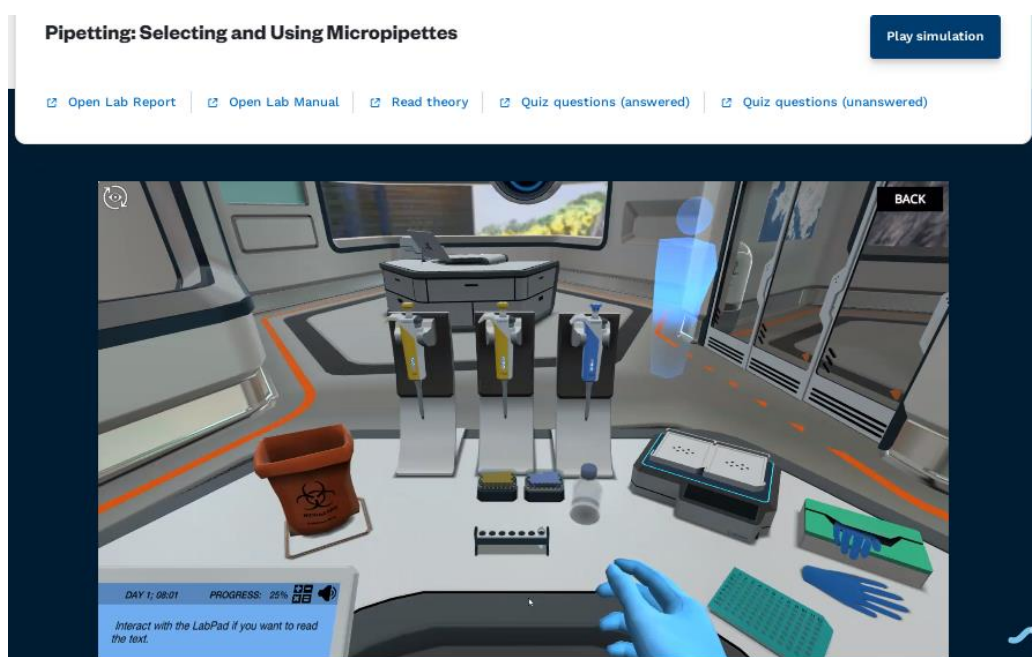 Pipetting: Selecting and Using Micropipettes
Play simulation
Open Lab Report
Open Lab Manual
Read theory
Quiz questions (answered)
Quiz questions (unanswered)
BACK
DAY 1; 08:01 PROGRESS: 25%
Interact with the LabPad if you want to read
the text.